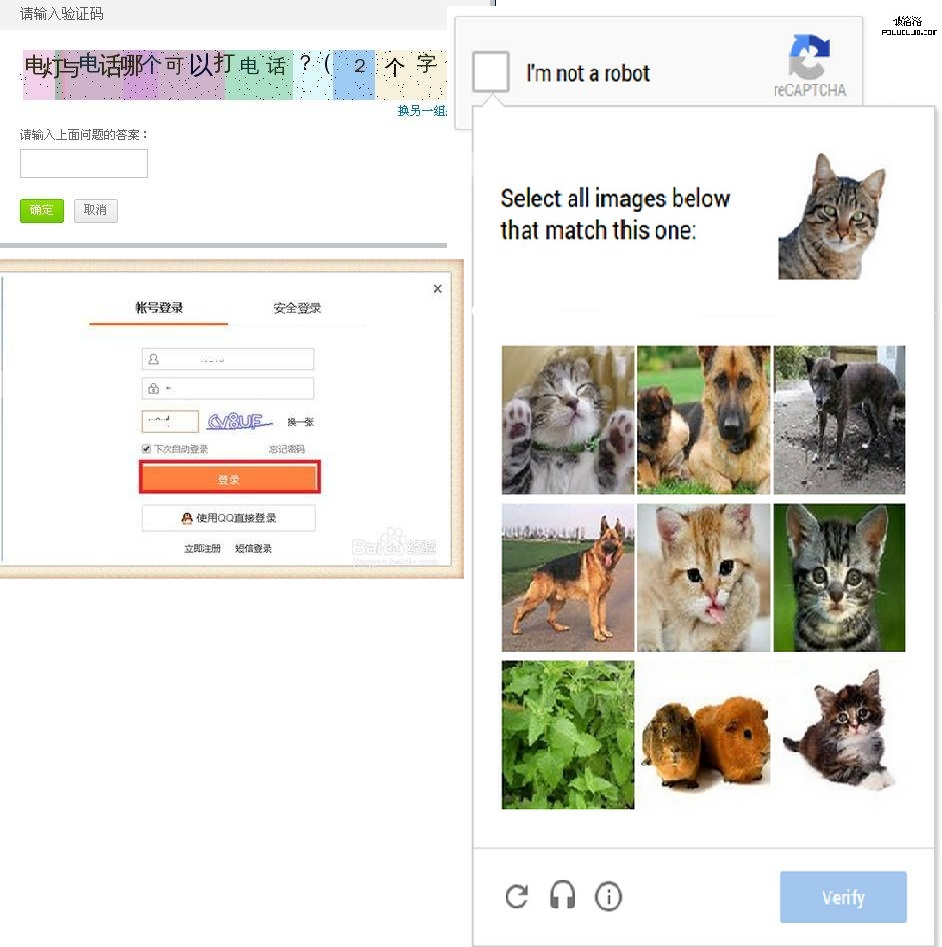 请输入验证码
电灯与电话哪个可以打电话?(2个字
换另一组
请输入上面问题的答案：
确定 取消
帐号登录 安全登录
CV8UF 换一张
下次自动登录 忘记密码
登录
使用QQ直接登录
立即注册 短信登录
Baidu 经验
I'm not a robot
reCAPTCHA
Select all images below
that match this one:
Verify